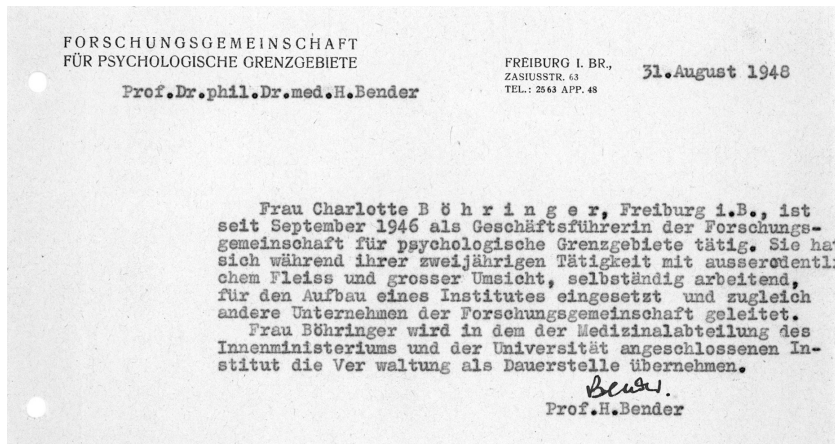 FORSCHUNGSGEMEINSCHAFT
FÜR PSYCHOLOGISCHE GRENZGEBIETE
Prof.Dr.phil.Dr.med.H.Bender
FREIBURG I. BR.,
ZASIUSSTR. 63
TEL.: 2563 APP. 48
31.August 1948
Frau Charlotte B ö h r i n g e r, Freiburg i.B., ist
seit September 1946 als Geschäftsführerin der Forschungs-
gemeinschaft für psychologische Grenzgebiete tätig. Sie hat
sich während ihrer zweijährigen Tätigkeit mit ausserodentli
chem Fleiss und grosser Umsicht, selbständig arbeitend,
für den Aufbau eines Institutes eingesetzt und zugleich
andere Unternehmen der Forschungsgemeinschaft geleitet.
Frau Böhringer wird in dem der Medizinalabteilung des
Innenministeriums und der Universität angeschlossenen In-
stitut die Ver waltung als Dauerstelle übernehmen.
Bender.
Prof.H.Bender